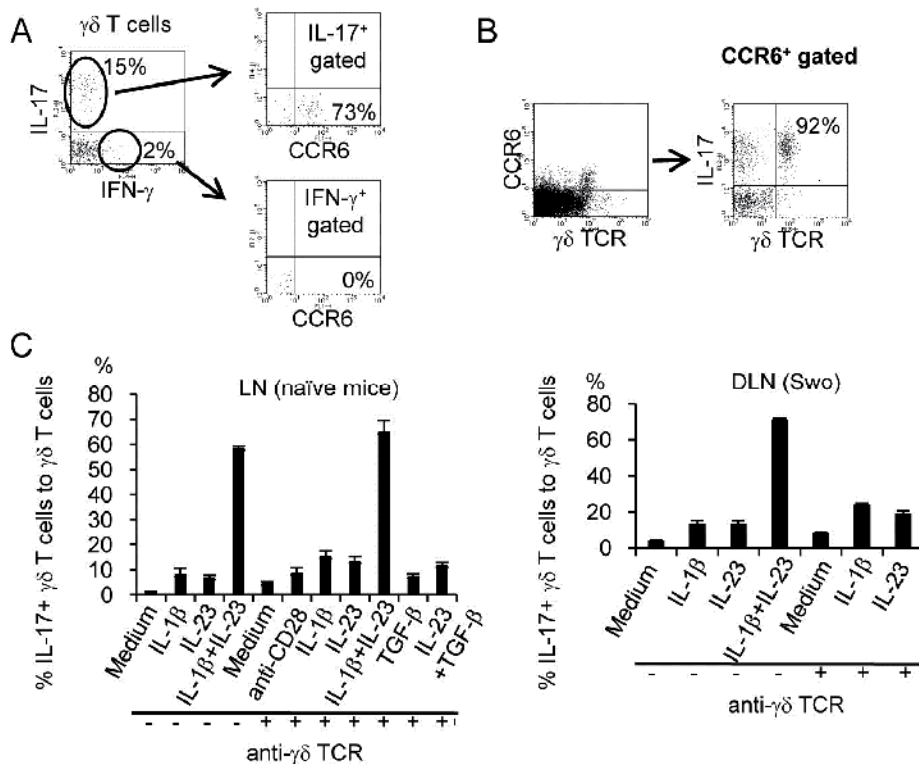 A
γδ T cells
IL-17
15%
2%
IFN-γ
IL-17⁺
gated
73%
CCR6
IFN-γ⁺
gated
0%
CCR6
B
CCR6⁺ gated
CCR6
γδ TCR
IL-17
92%
γδ TCR
C
% IL-17+ γδ T cells to γδ T cells
%
LN (naïve mice)
80
70
60
50
40
30
20
10
0
Medium
IL-1β
IL-23
IL-1β+IL-23
Medium
anti-CD28
IL-1β
IL-23
IL-1β+IL-23
TGF-β
IL-23
+TGF-β
- - - - + + + + + + +
anti-γδ TCR
% IL-17+ γδ T cells to γδ T cells
%
DLN (Swo)
80
60
40
20
0
Medium
IL-1β
IL-23
IL-1β+IL-23
Medium
IL-1β
IL-23
- - - - + + +
anti-γδ TCR